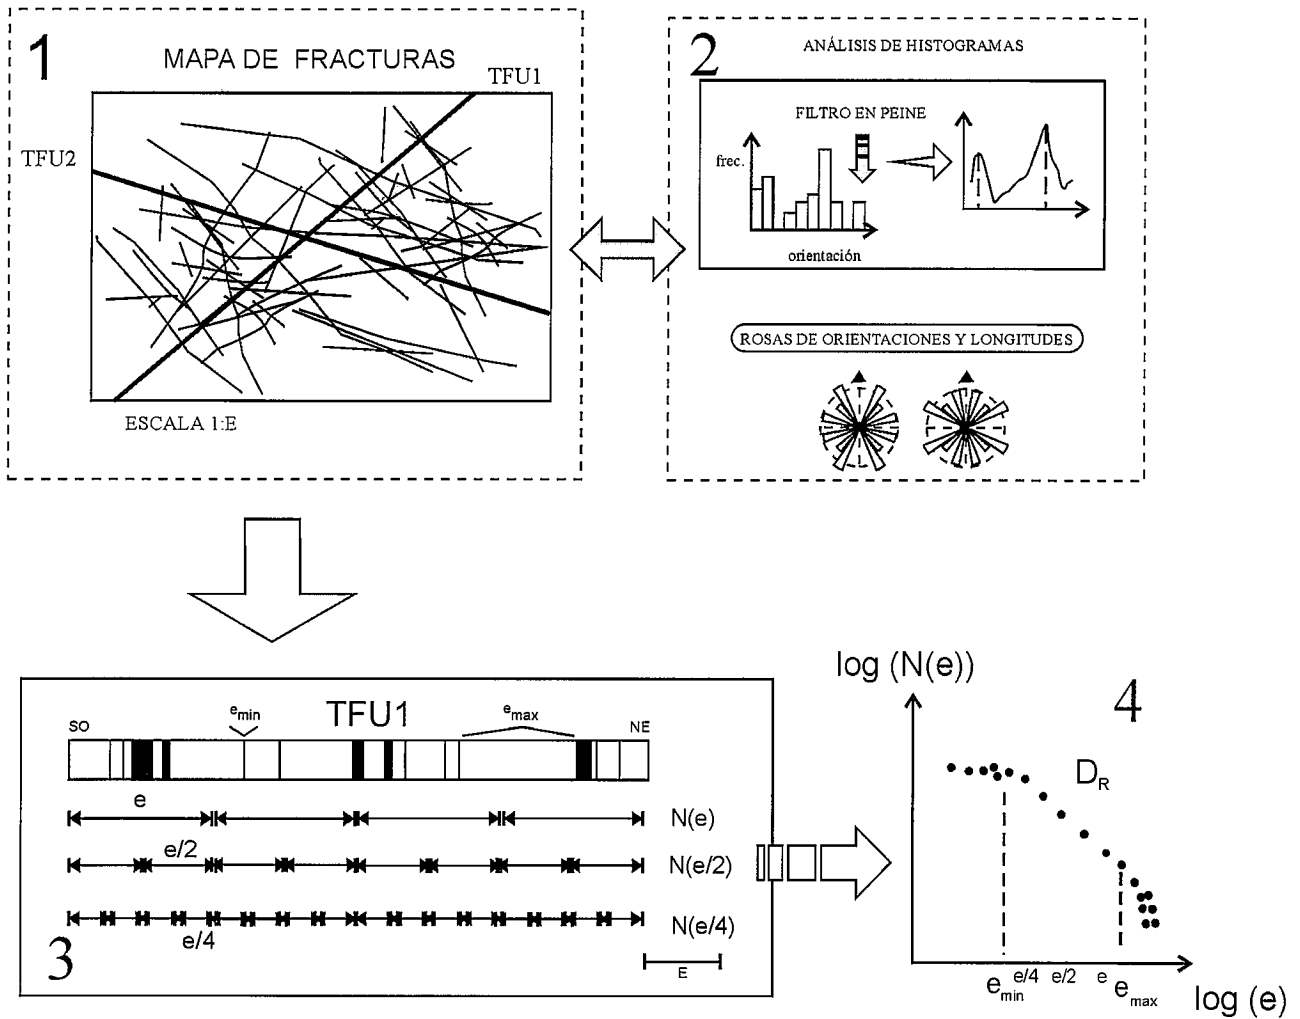 1
MAPA DE FRACTURAS
TFU1
TFU2
ESCALA 1:E
2
ANÁLISIS DE HISTOGRAMAS
FILTRO EN PEINE
frec.
orientación
ROSAS DE ORIENTACIONES Y LONGITUDES
3
SO
e min
TFU1
e max
NE
e
N(e)
e/2
N(e/2)
e/4
N(e/4)
E
4
log (N(e))
D R
e min e/4 e/2 e e max
log (e)